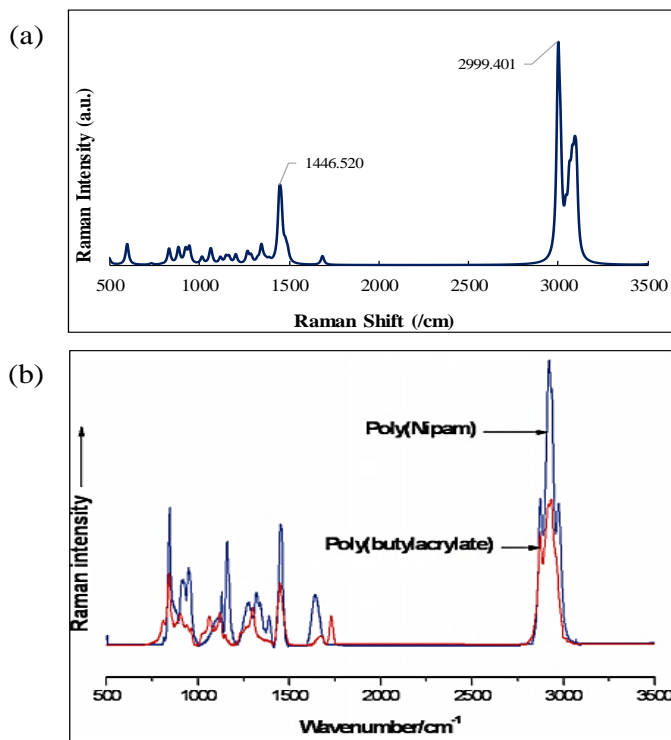 (a)
Raman Intensity (a.u.)
2999.401
1446.520
500 1000 1500 2000 2500 3000 3500
Raman Shift (/cm)
(b)
Raman intensity
Poly(Nipam)
Poly(butylacrylate)
500 1000 1500 2000 2500 3000 3500
Wavenumber/cm⁻¹